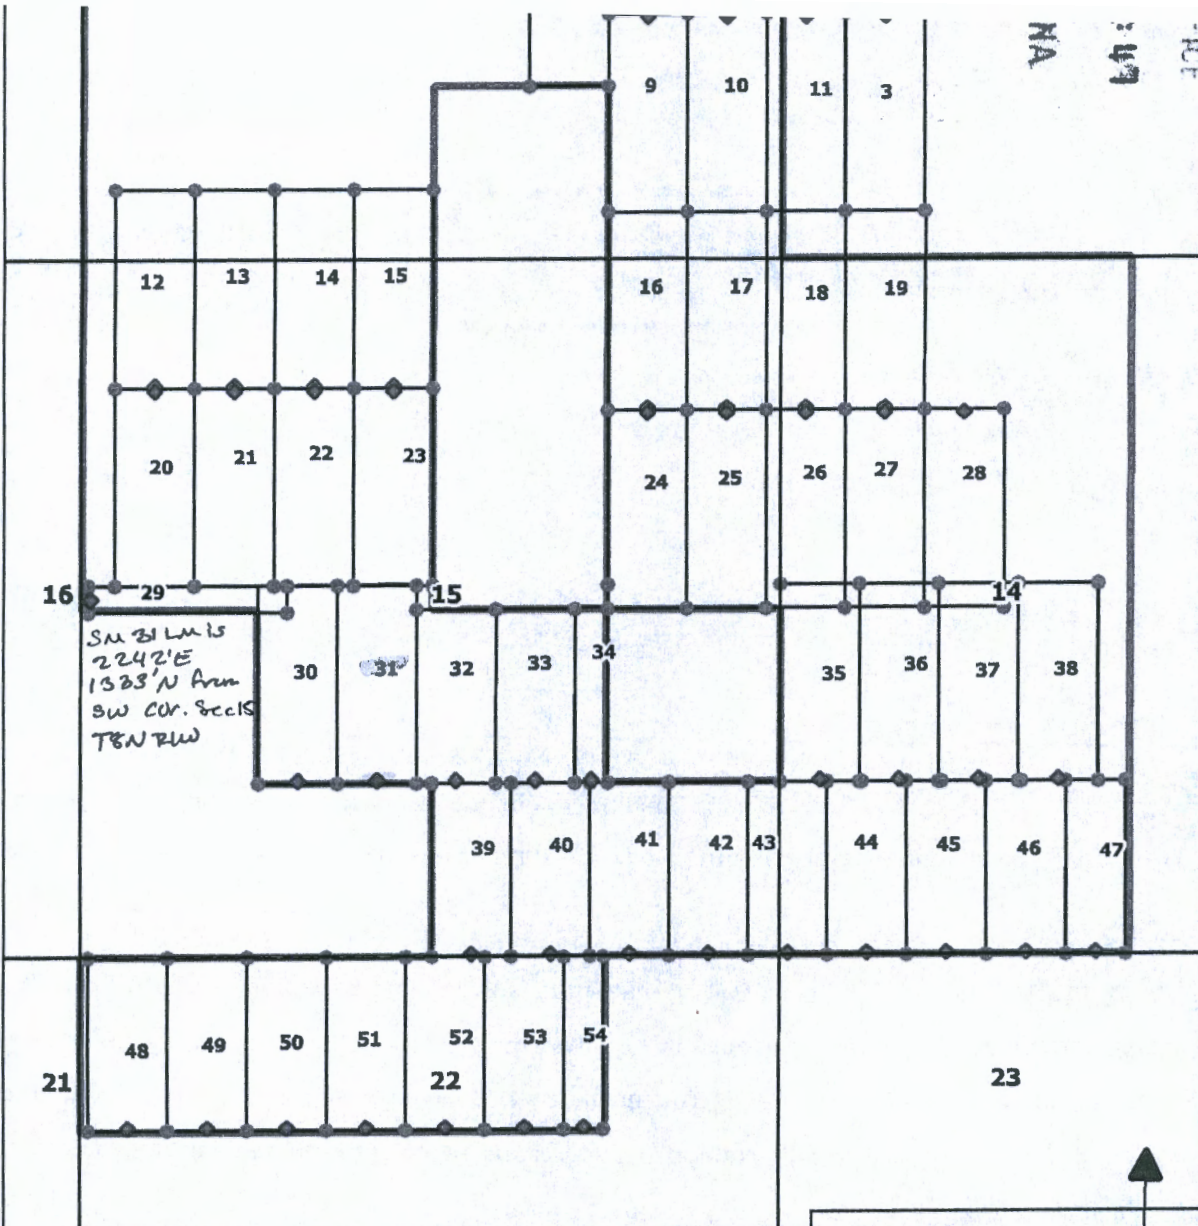 9 10 11 3
NA
12 13 14 15 16 17 18 19
20 21 22 23 24 25 26 27 28
16 29 15 14
SM 31 LM is
2242'E
1323'N from
SW cor. Sec 15
T8N R11W
30 31 32 33 34 35 36 37 38
39 40 41 42 43 44 45 46 47
48 49 50 51 52 53 54
21 22 23